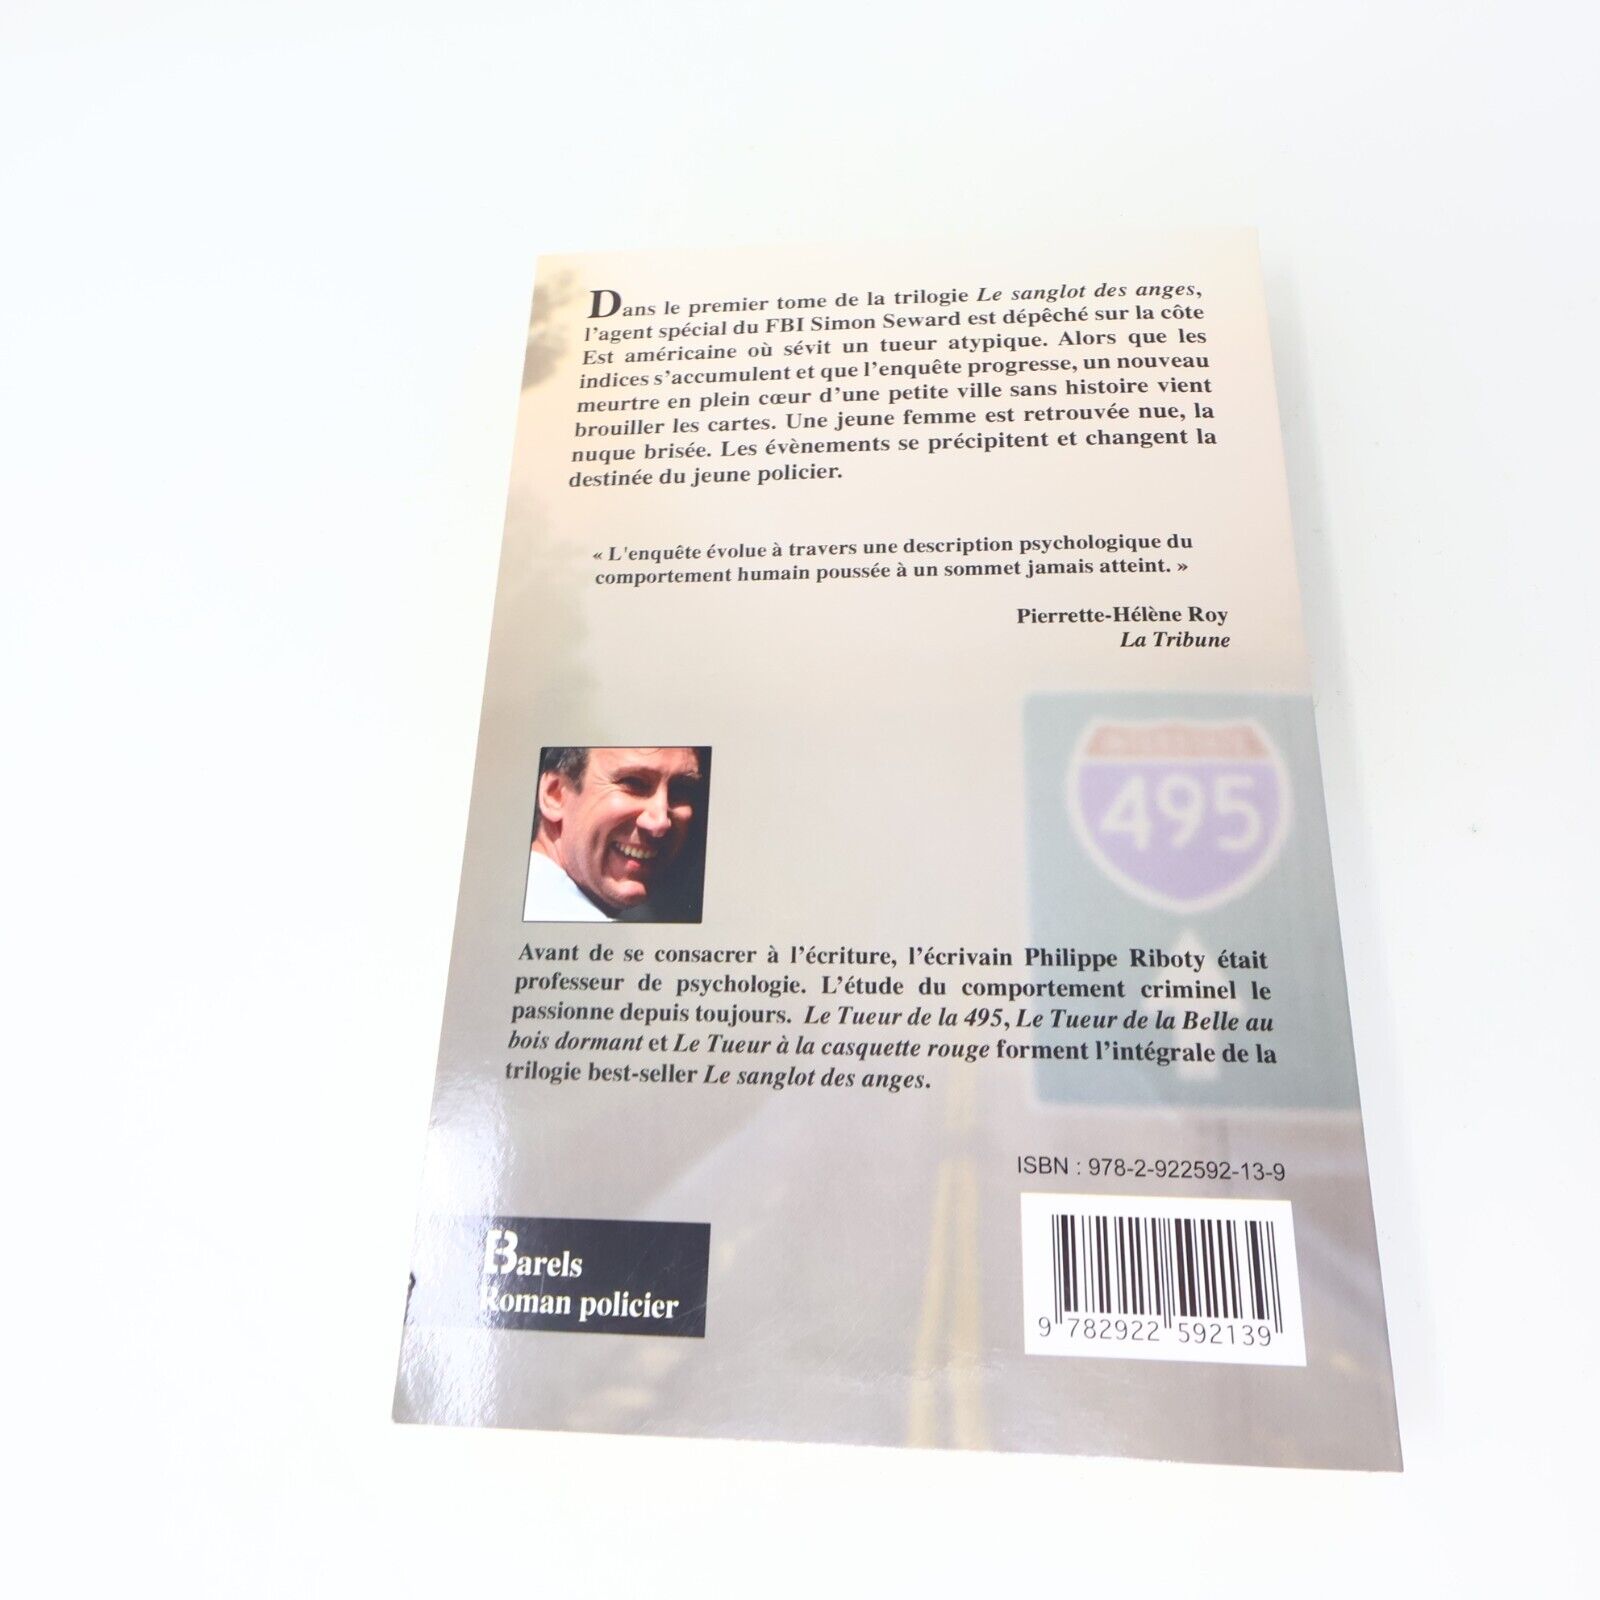 Dans le premier tome de la trilogie Le sanglot des anges,
l'agent spécial du FBI Simon Seward est dépêché sur la côte
Est américaine où sévit un tueur atypique. Alors que les
indices s'accumulent et que l'enquête progresse, un nouveau
meurtre en plein cœur d'une petite ville sans histoire vient
brouiller les cartes. Une jeune femme est retrouvée nue, la
nuque brisée. Les évènements se précipitent et changent la
destinée du jeune policier.
« L'enquête évolue à travers une description psychologique du
comportement humain poussée à un sommet jamais atteint. »
Pierrette-Hélène Roy
La Tribune
495
Avant de se consacrer à l'écriture, l'écrivain Philippe Riboty était
professeur de psychologie. L'étude du comportement criminel le
passionne depuis toujours. Le Tueur de la 495, Le Tueur de la Belle au
bois dormant et Le Tueur à la casquette rouge forment l'intégrale de la
trilogie best-seller Le sanglot des anges.
ISBN : 978-2-922592-13-9
Barels
Roman policier
9 782922 592139